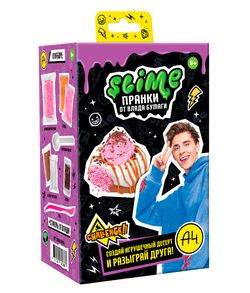 Slime
ПРАНКИ
ОТ ВЛАДА БУМАГИ
6+
CHALLENGE!
A4
СОЗДАЙ ИГРУШЕЧНЫЙ ДЕСЕРТ
И РАЗЫГРАЙ ДРУГА!